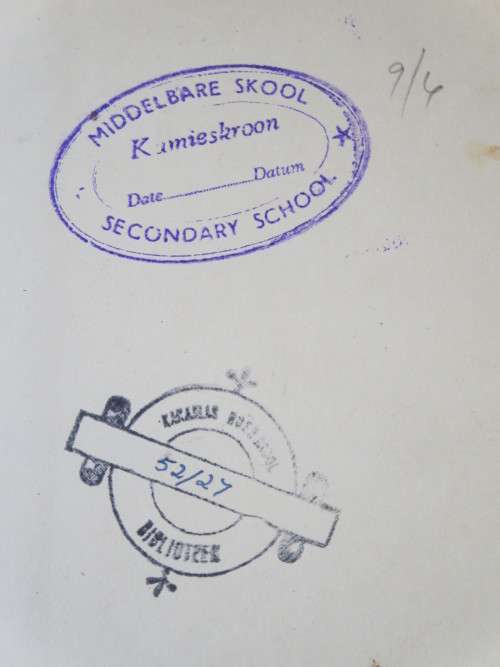 9/4
MIDDELBARE SKOOL
Kamieskroon
Date Datum
SECONDARY SCHOOL
52/27
BIBLIOTEEK